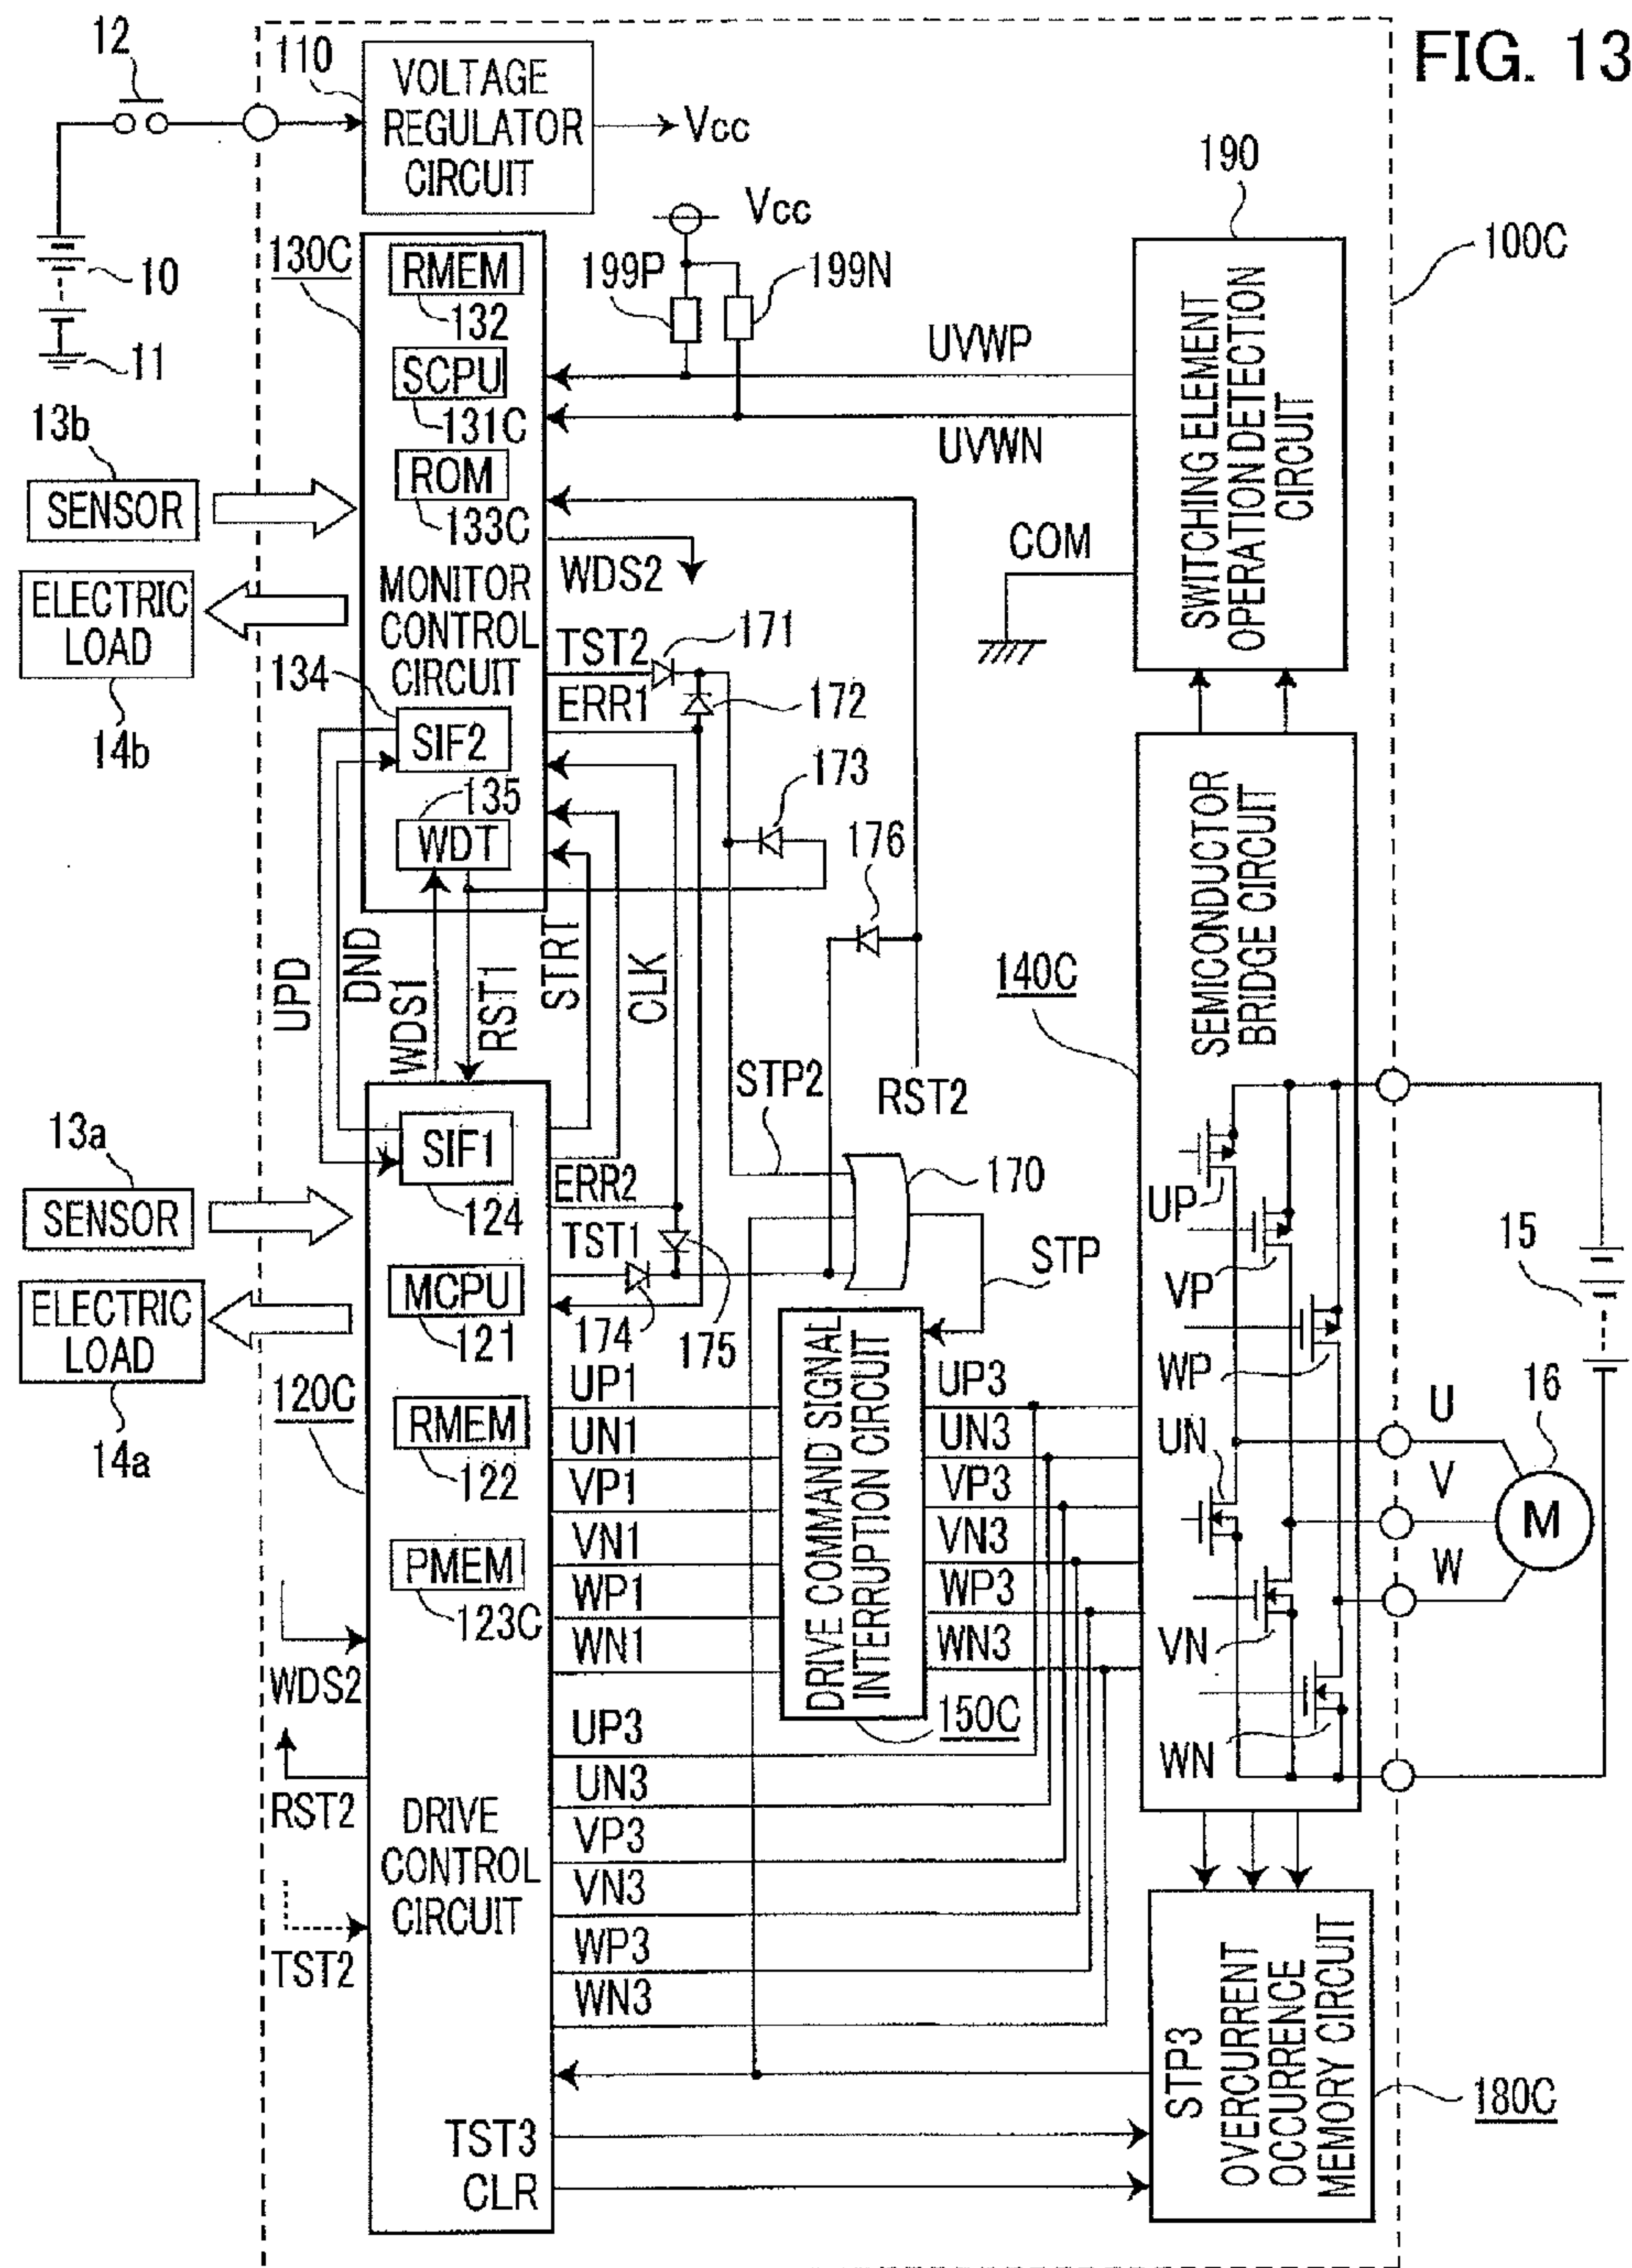 FIG. 13
12
110
VOLTAGE
REGULATOR
CIRCUIT
Vcc
10
11
130C
RMEM
132
SCPU
131C
ROM
133C
MONITOR
CONTROL
CIRCUIT
134
SIF2
135
WDT
Vcc
199P
199N
UVWP
UVWN
190
100C
SWITCHING ELEMENT
OPERATION DETECTION
CIRCUIT
COM
13b
SENSOR
ELECTRIC
LOAD
14b
WDS2
TST2
171
ERR1
172
173
176
UPD
DND
WDS1
RST1
STRT
CLK
STP2
RST2
140C
SEMICONDUCTOR
BRIDGE CIRCUIT
13a
SENSOR
ELECTRIC
LOAD
14a
120C
SIF1
124
MCPU
121
RMEM
122
PMEM
123C
DRIVE
CONTROL
CIRCUIT
ERR2
TST1
174
175
170
STP
UP
VP
WP
UN
VN
WN
15
16
M
U
V
W
UP1
UN1
VP1
VN1
WP1
WN1
DRIVE COMMAND SIGNAL
INTERRUPTION CIRCUIT
150C
UP3
UN3
VP3
VN3
WP3
WN3
UP3
UN3
VP3
VN3
WP3
WN3
WDS2
RST2
TST2
TST3
CLR
STP3
OVERCURRENT
OCCURRENCE
MEMORY CIRCUIT
180C